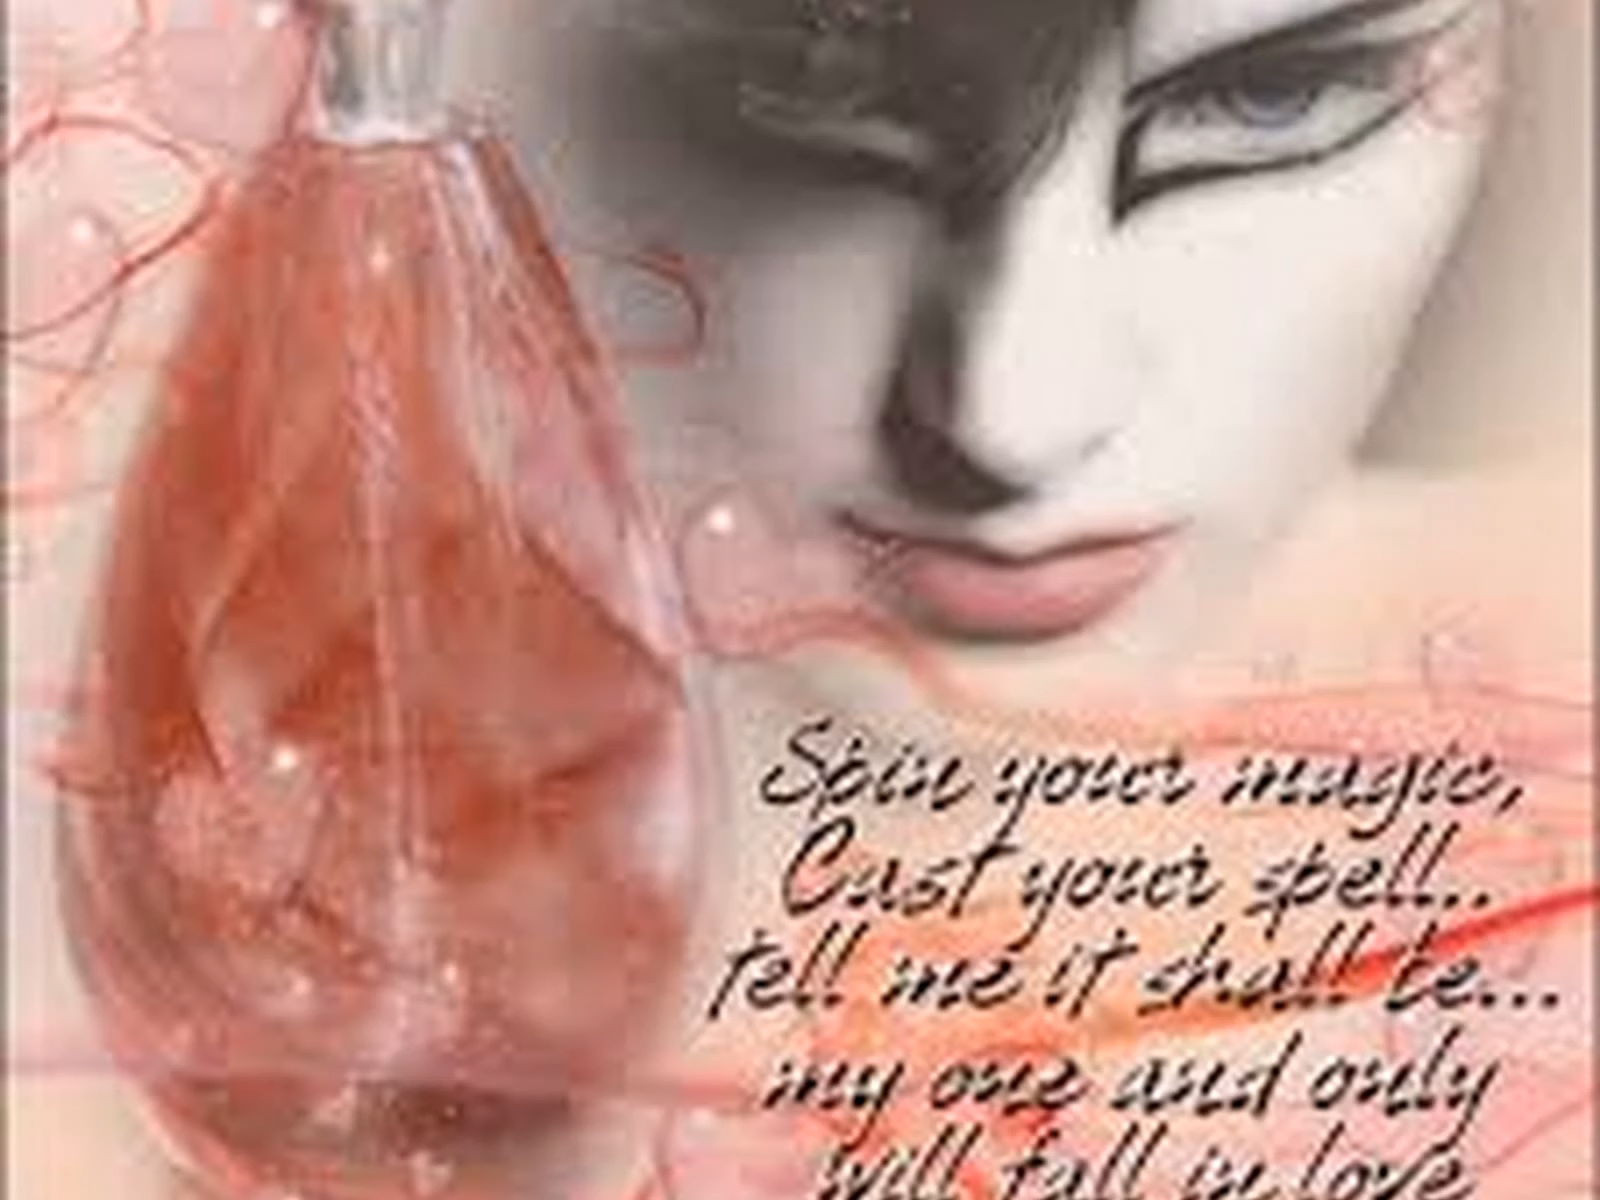 Spin your magic,
Cast your spell..
tell me it shall be...
my one and only
will fall in love